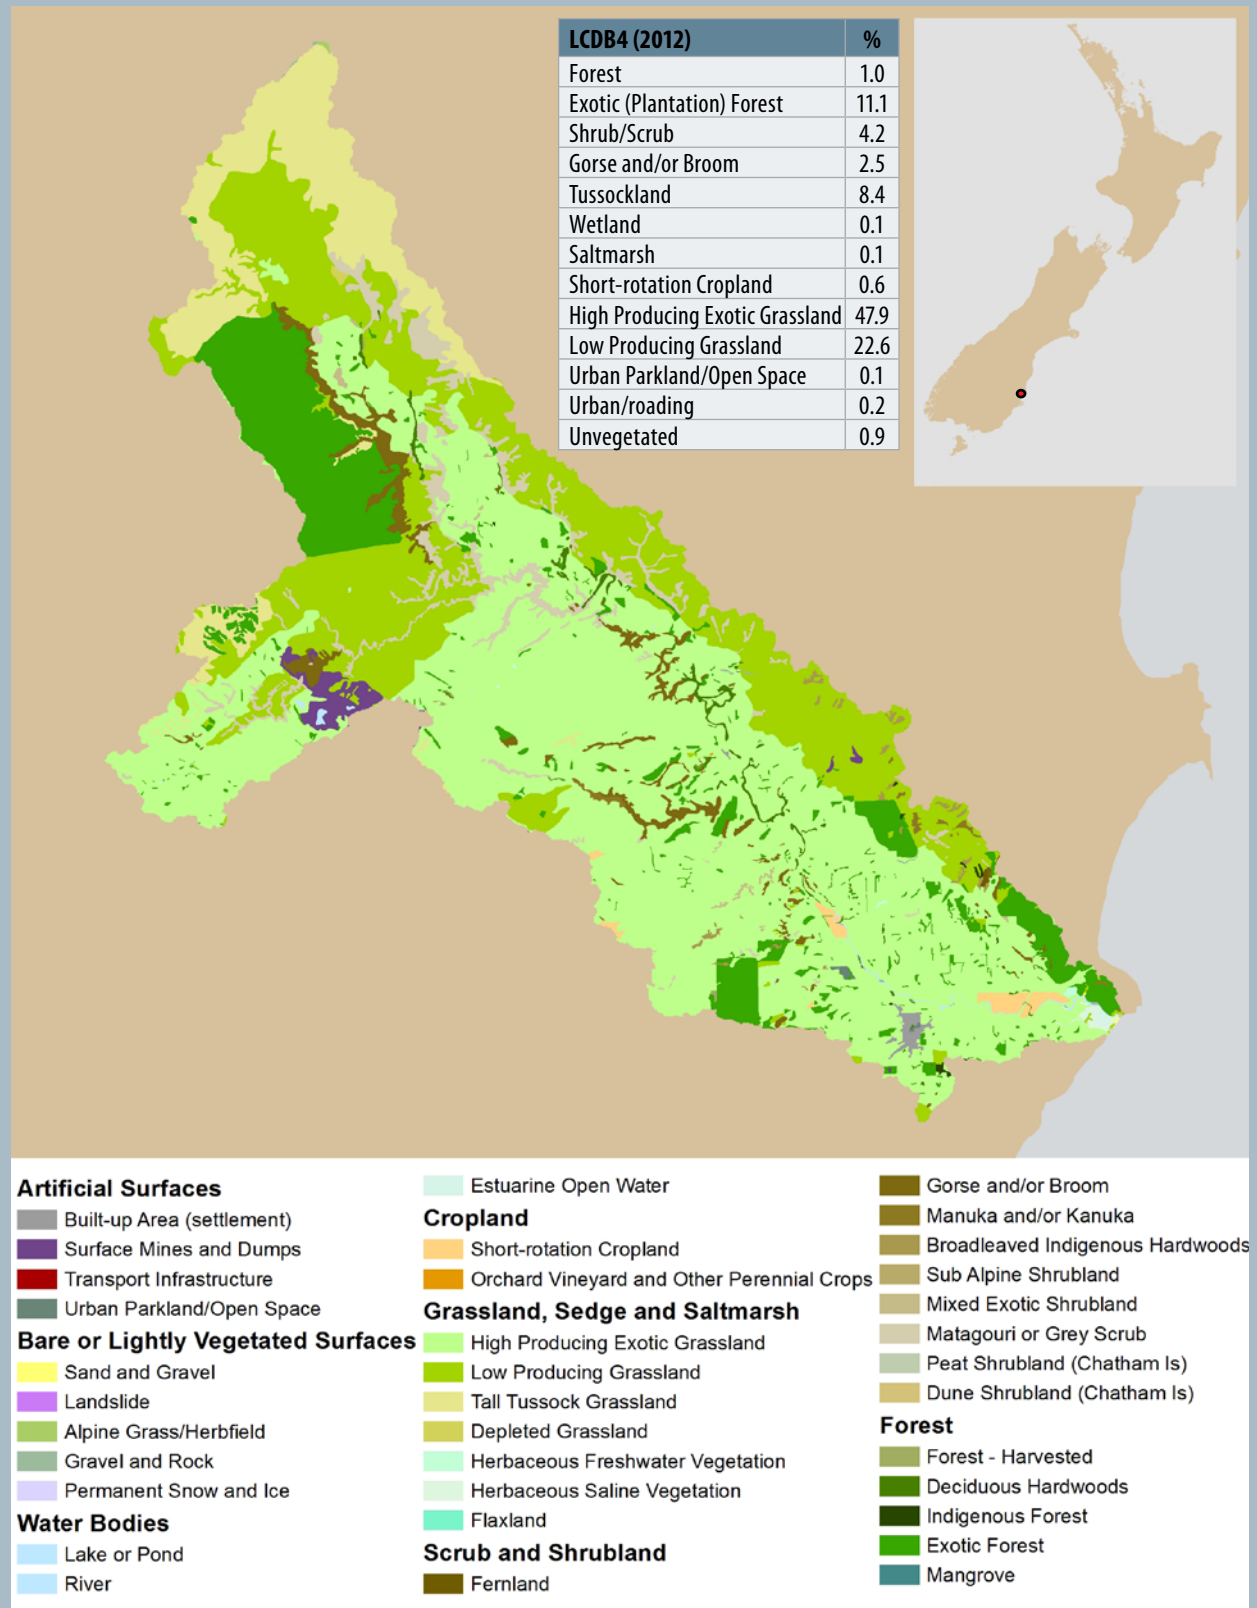 LCDB4 (2012) %
Forest 1.0
Exotic (Plantation) Forest 11.1
Shrub/Scrub 4.2
Gorse and/or Broom 2.5
Tussockland 8.4
Wetland 0.1
Saltmarsh 0.1
Short-rotation Cropland 0.6
High Producing Exotic Grassland 47.9
Low Producing Grassland 22.6
Urban Parkland/Open Space 0.1
Urban/roading 0.2
Unvegetated 0.9
Artificial Surfaces
Built-up Area (settlement)
Surface Mines and Dumps
Transport Infrastructure
Urban Parkland/Open Space
Bare or Lightly Vegetated Surfaces
Sand and Gravel
Landslide
Alpine Grass/Herbfield
Gravel and Rock
Permanent Snow and Ice
Water Bodies
Lake or Pond
River
Estuarine Open Water
Cropland
Short-rotation Cropland
Orchard Vineyard and Other Perennial Crops
Grassland, Sedge and Saltmarsh
High Producing Exotic Grassland
Low Producing Grassland
Tall Tussock Grassland
Depleted Grassland
Herbaceous Freshwater Vegetation
Herbaceous Saline Vegetation
Flaxland
Scrub and Shrubland
Fernland
Gorse and/or Broom
Manuka and/or Kanuka
Broadleaved Indigenous Hardwoods
Sub Alpine Shrubland
Mixed Exotic Shrubland
Matagouri or Grey Scrub
Peat Shrubland (Chatham Is)
Dune Shrubland (Chatham Is)
Forest
Forest - Harvested
Deciduous Hardwoods
Indigenous Forest
Exotic Forest
Mangrove